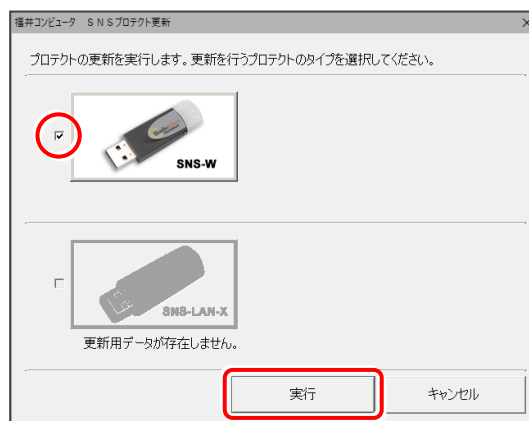 福井コンピュータ ＳＮＳプロテクト更新
プロテクトの更新を実行します。更新を行うプロテクトのタイプを選択してください。
SNS-W
SNS-LAN-X
更新用データが存在しません。
実行
キャンセル